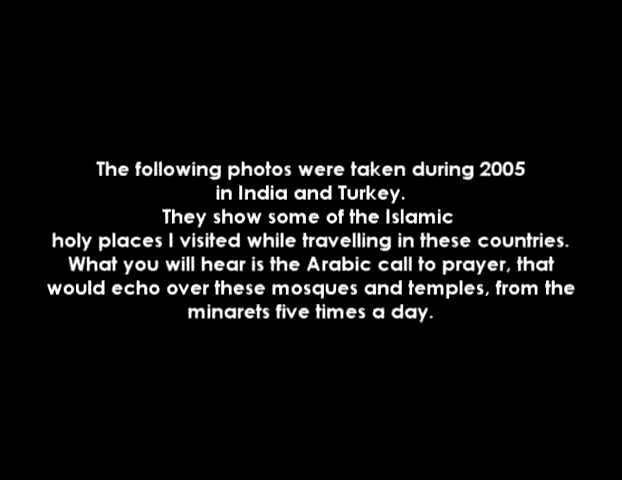 The following photos were taken during 2005
in India and Turkey.
They show some of the Islamic
holy places I visited while travelling in these countries.
What you will hear is the Arabic call to prayer, that
would echo over these mosques and temples, from the
minarets five times a day.